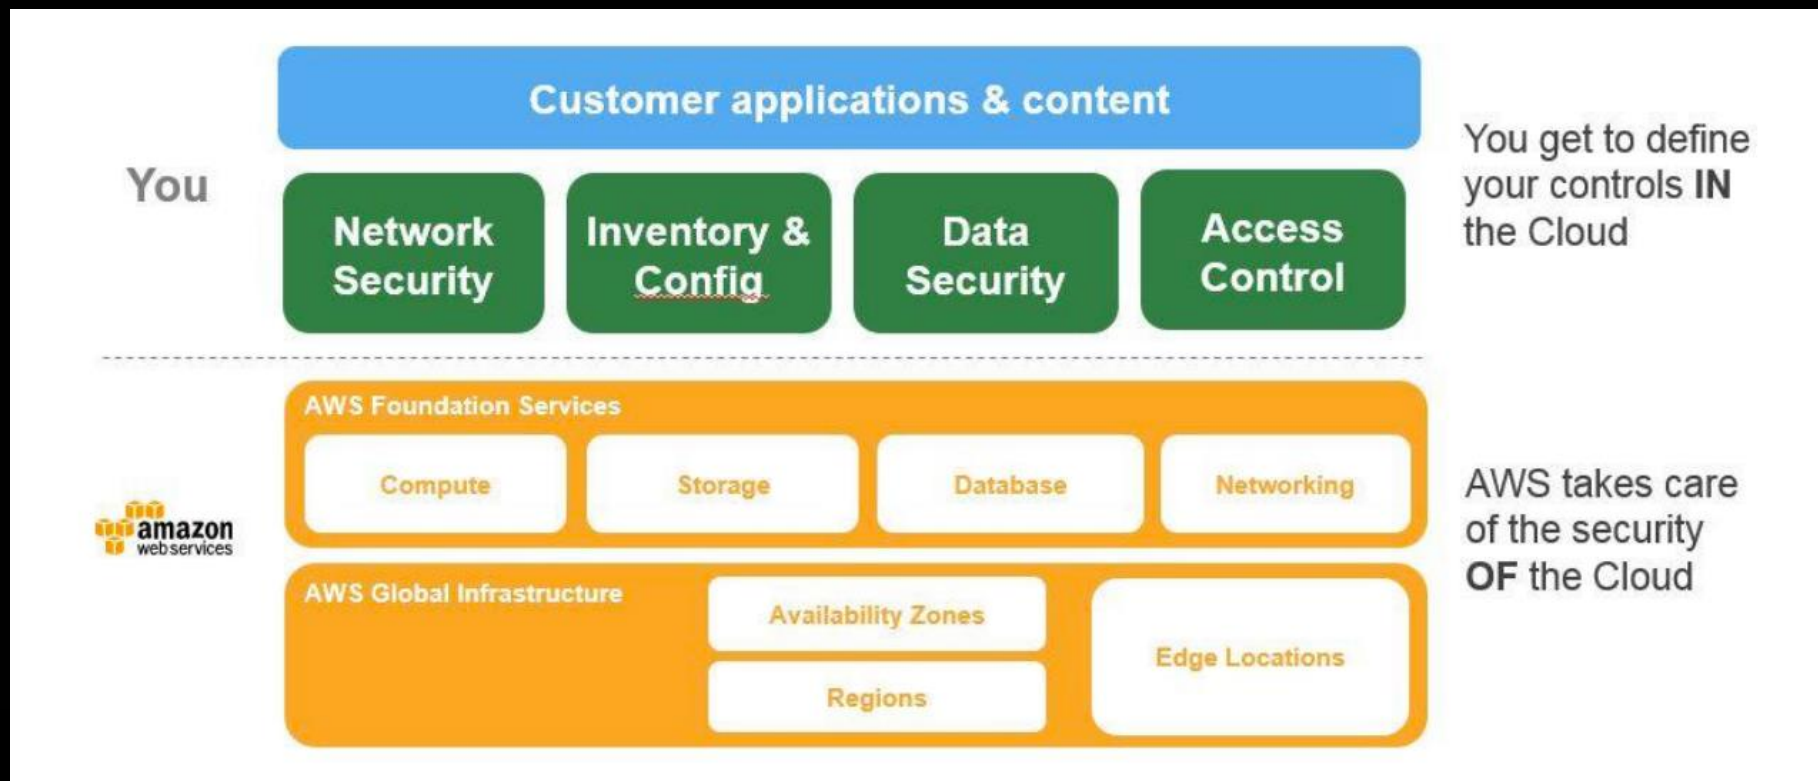 Customer applications & content
You
Network
Security
Inventory &
Config
Data
Security
Access
Control
You get to define
your controls IN
the Cloud
AWS Foundation Services
Compute
Storage
Database
Networking
amazon
webservices
AWS takes care
of the security
OF the Cloud
AWS Global Infrastructure
Availability Zones
Regions
Edge Locations